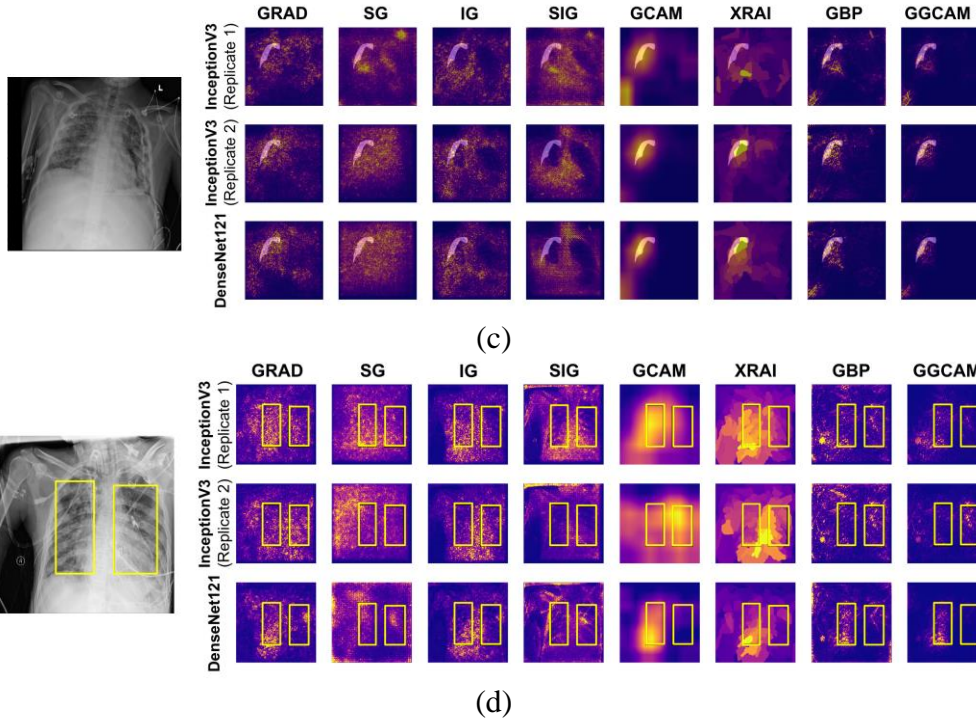 GRAD SG IG SIG GCAM XRAI GBP GGCAM
InceptionV3
(Replicate 1)
L
InceptionV3
(Replicate 2)
DenseNet121
(c)
GRAD SG IG SIG GCAM XRAI GBP GGCAM
InceptionV3
(Replicate 1)
InceptionV3
(Replicate 2)
DenseNet121
(d)